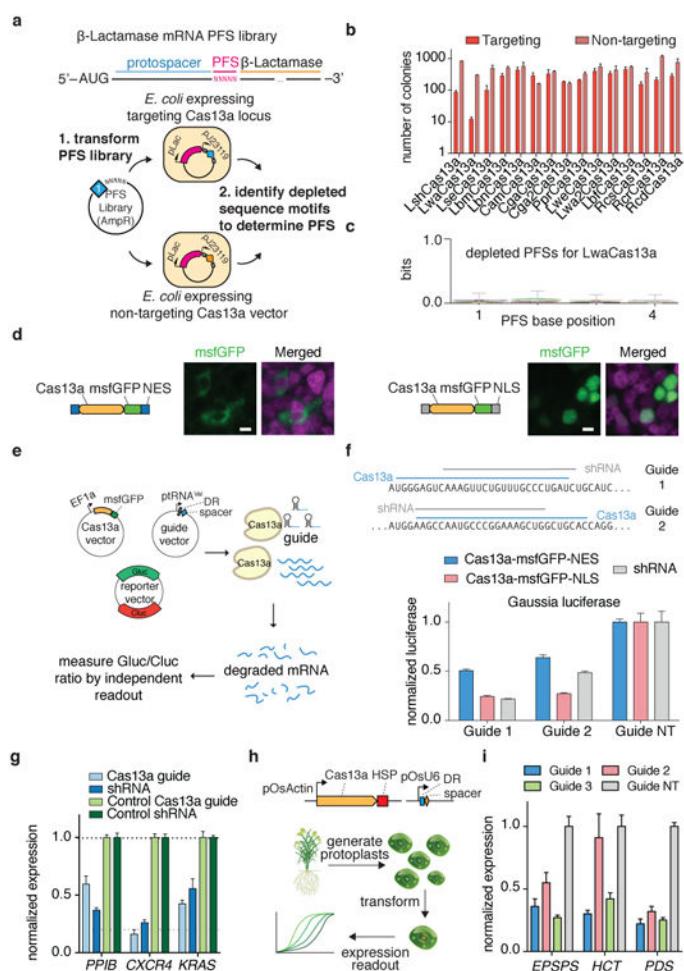 a
β-Lactamase mRNA PFS library
protospacer PFS β-Lactamase
5'–AUG NNNNN ... –3'
E. coli expressing
targeting Cas13a locus
1. transform
PFS library
pLac pJ23119
1 NNNNN
PFS
Library
(AmpR)
2. identify depleted
sequence motifs
to determine PFS
pLac pJ23119
E. coli expressing
non-targeting Cas13a vector
b
Targeting Non-targeting
number of colonies
1000
100
10
1
LshCas13a
LwaCas13a
LseCas13a
LbmCas13a
LbnCas13a
CamCas13a
CgaCas13a
Cga2Cas13a
PprCas13a
LweCas13a
Lwa2Cas13a
LbfCas13a
RcsCas13a
RcrCas13a
RcdCas13a
c
depleted PFSs for LwaCas13a
bits
1.0
0.0
1 4
PFS base position
d
msfGFP Merged
Cas13a msfGFP NES
msfGFP Merged
Cas13a msfGFP NLS
e
EF1a
msfGFP
Cas13a
vector
DR
spacer
guide
vector
Cas13a
guide
Cas13a
Gluc
reporter
vector
Cluc
degraded mRNA
measure Gluc/Cluc
ratio by independent
readout
f
shRNA
Cas13a
AUGGGAGUCAAAGUUCUGUUUGCCCUGAUCUGCAUC...
Guide
1
shRNA
Cas13a
...AUGGAAGCCAAUGCCCGGAAAGCUGGCUGCACCAGG...
Guide
2
Cas13a-msfGFP-NES shRNA
Cas13a-msfGFP-NLS
Gaussia luciferase
normalized luciferase
1.0
0.5
0.0
Guide 1 Guide 2 Guide NT
g
Cas13a guide
shRNA
Control Cas13a guide
Control shRNA
normalized expression
1.0
0.5
0
PPIB CXCR4 KRAS
h
pOsActin Cas13a HSP pOsU6 DR
spacer
generate
protoplasts
transform
expression
readout
i
Guide 1 Guide 2
Guide 3 Guide NT
normalized expression
1.0
0.5
0
EPSPS HCT PDS